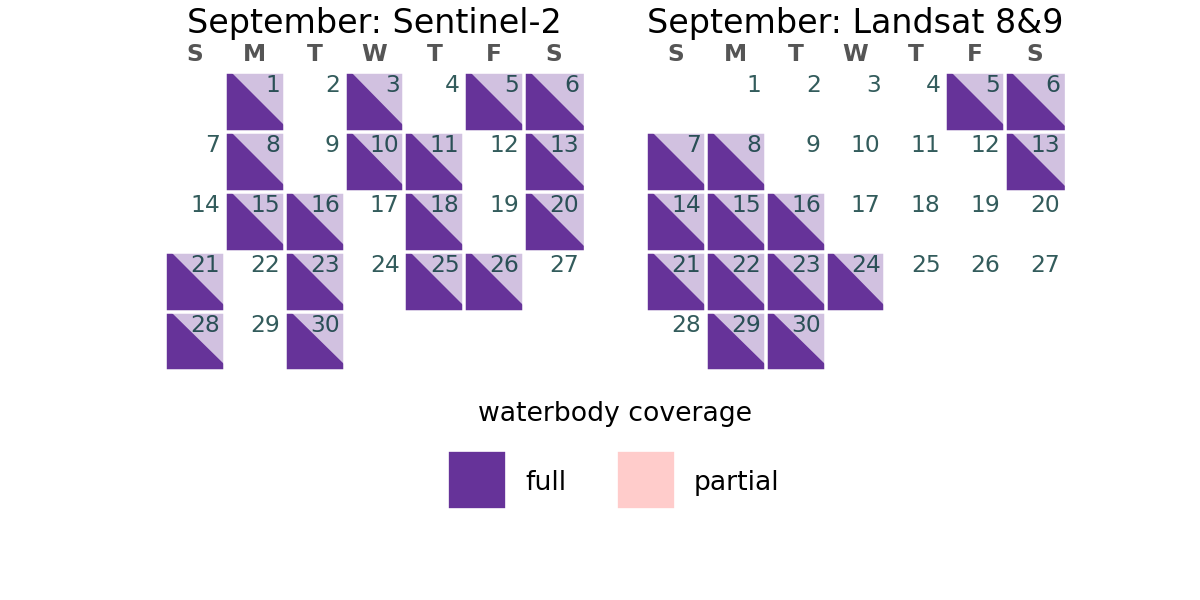 September: Sentinel-2
S M T W T F S
1 2 3 4 5 6
7 8 9 10 11 12 13
14 15 16 17 18 19 20
21 22 23 24 25 26 27
28 29 30
September: Landsat 8&9
S M T W T F S
1 2 3 4 5 6
7 8 9 10 11 12 13
14 15 16 17 18 19 20
21 22 23 24 25 26 27
28 29 30
waterbody coverage
full partial